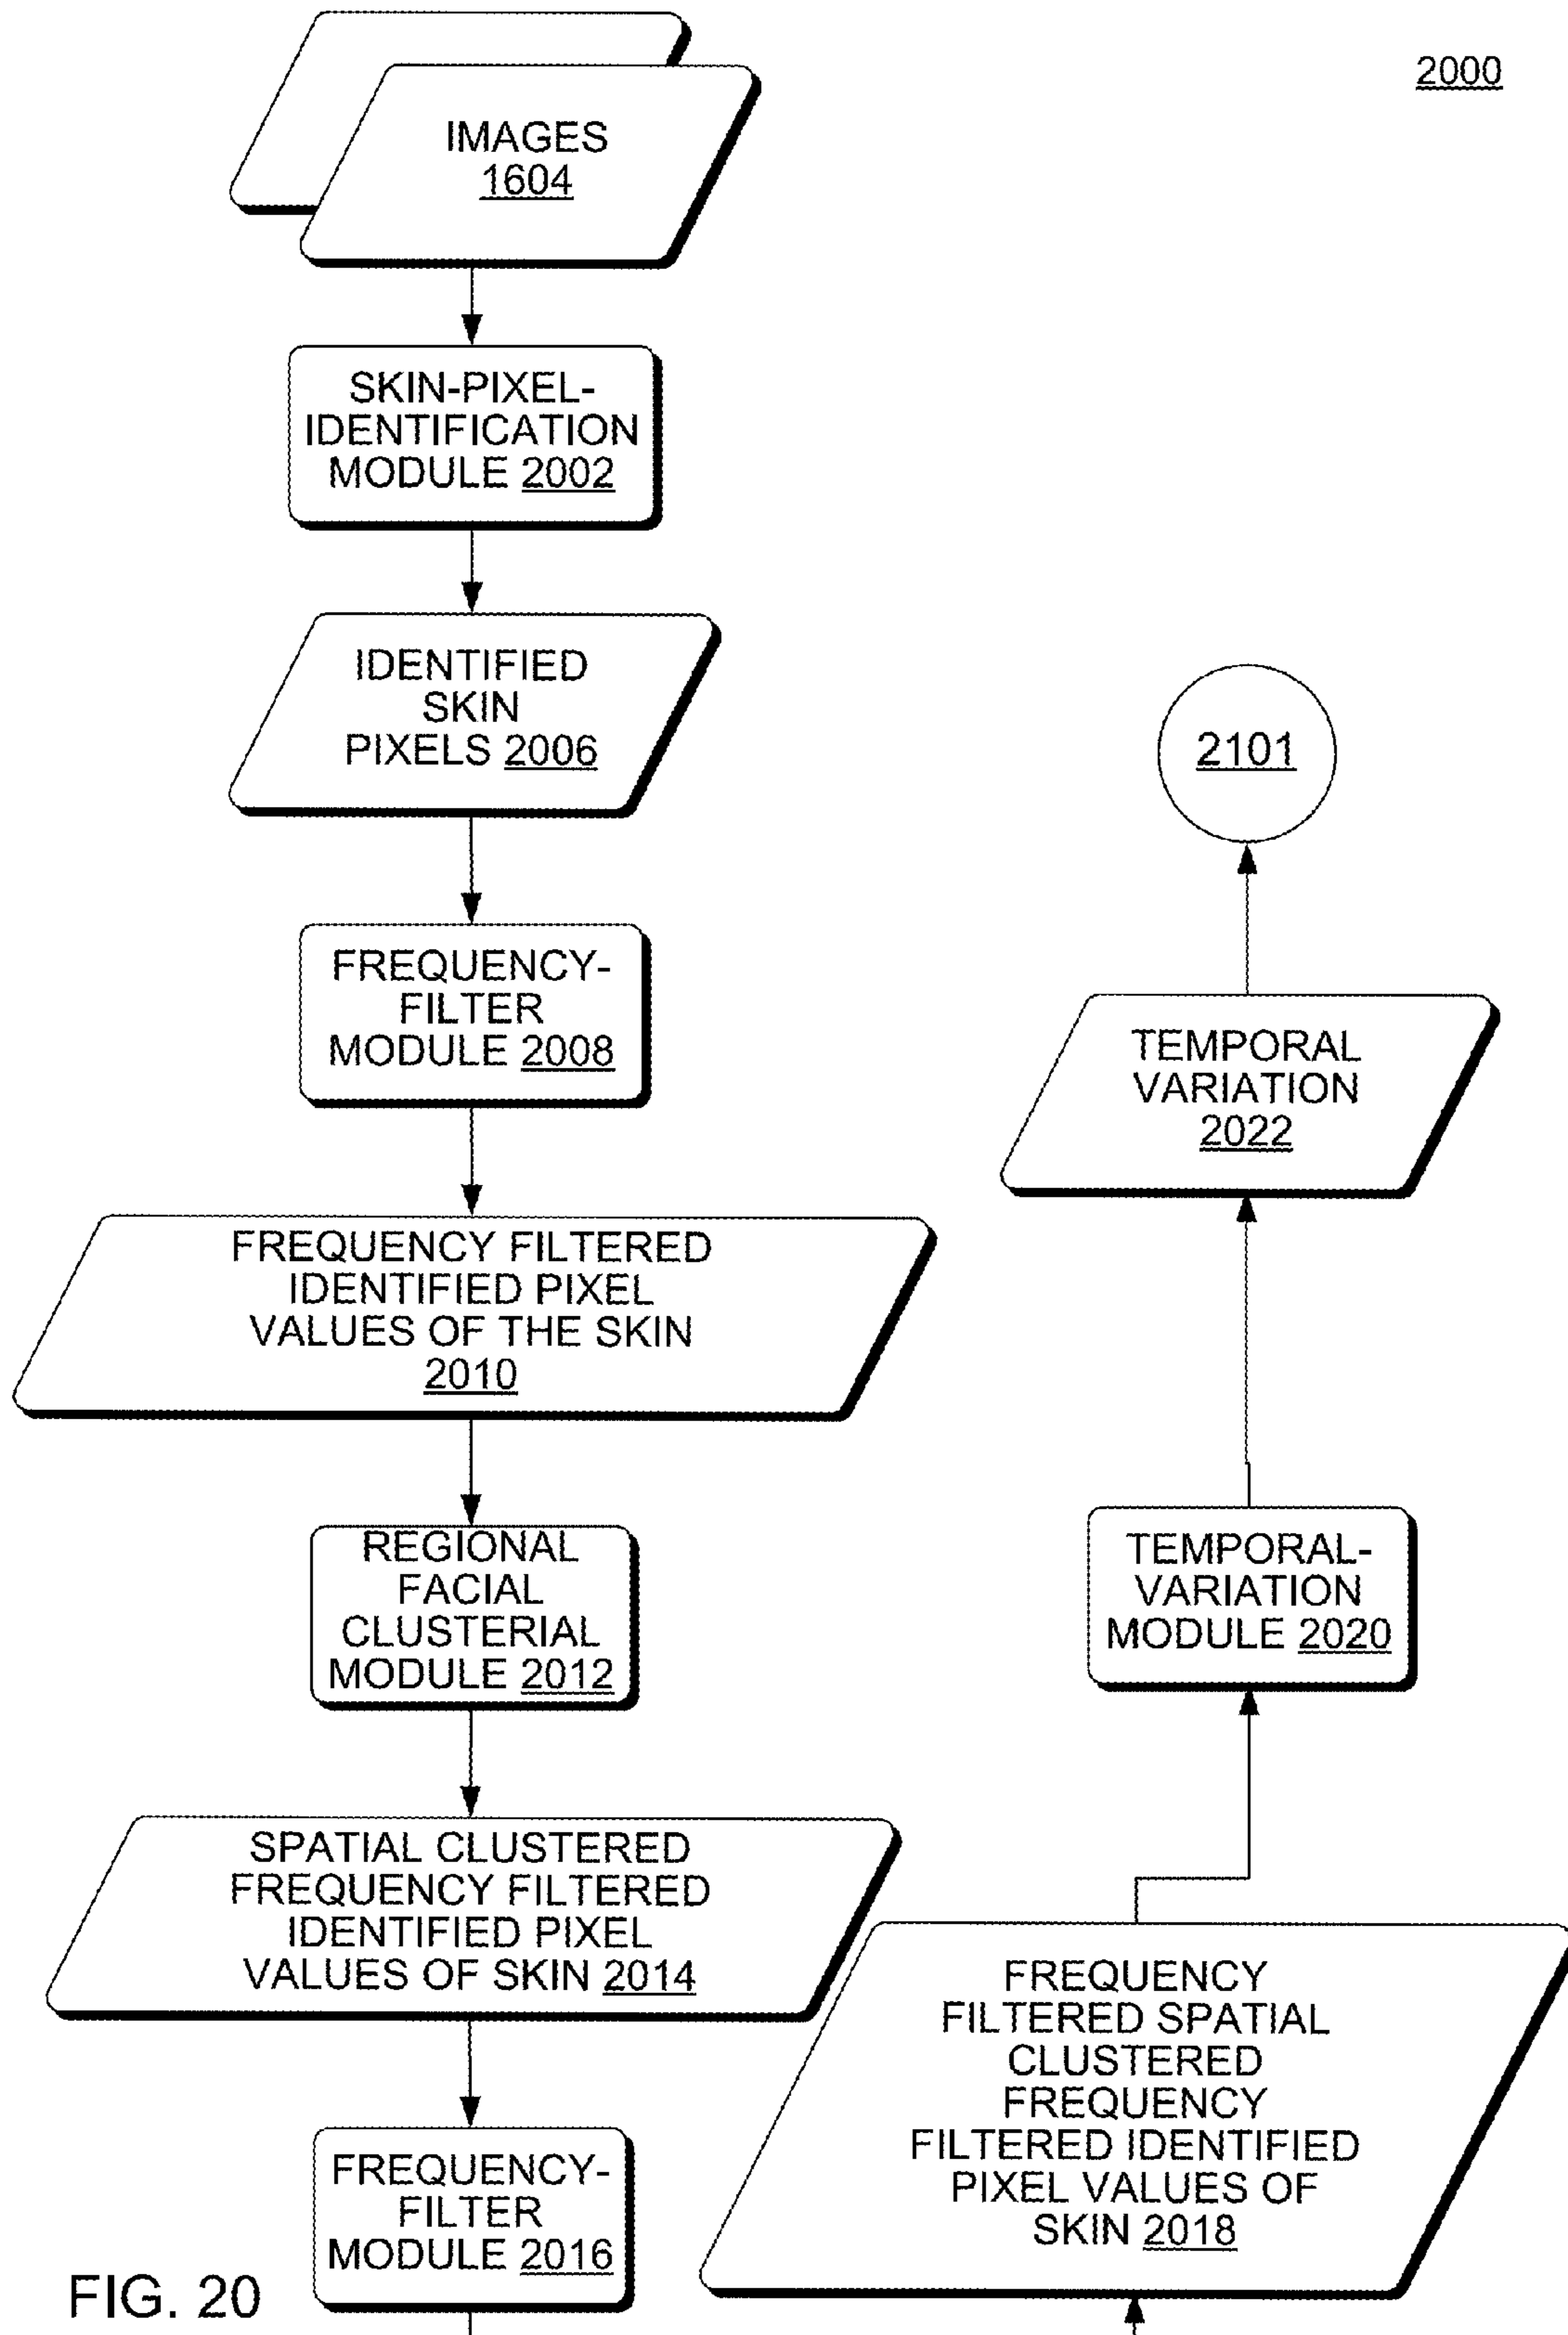 2000
IMAGES
1604
SKIN-PIXEL-
IDENTIFICATION
MODULE 2002
IDENTIFIED
SKIN
PIXELS 2006
FREQUENCY-
FILTER
MODULE 2008
FREQUENCY FILTERED
IDENTIFIED PIXEL
VALUES OF THE SKIN
2010
REGIONAL
FACIAL
CLUSTERIAL
MODULE 2012
SPATIAL CLUSTERED
FREQUENCY FILTERED
IDENTIFIED PIXEL
VALUES OF SKIN 2014
FREQUENCY-
FILTER
MODULE 2016
FREQUENCY
FILTERED SPATIAL
CLUSTERED
FREQUENCY
FILTERED IDENTIFIED
PIXEL VALUES OF
SKIN 2018
TEMPORAL-
VARIATION
MODULE 2020
TEMPORAL
VARIATION
2022
2101
FIG. 20